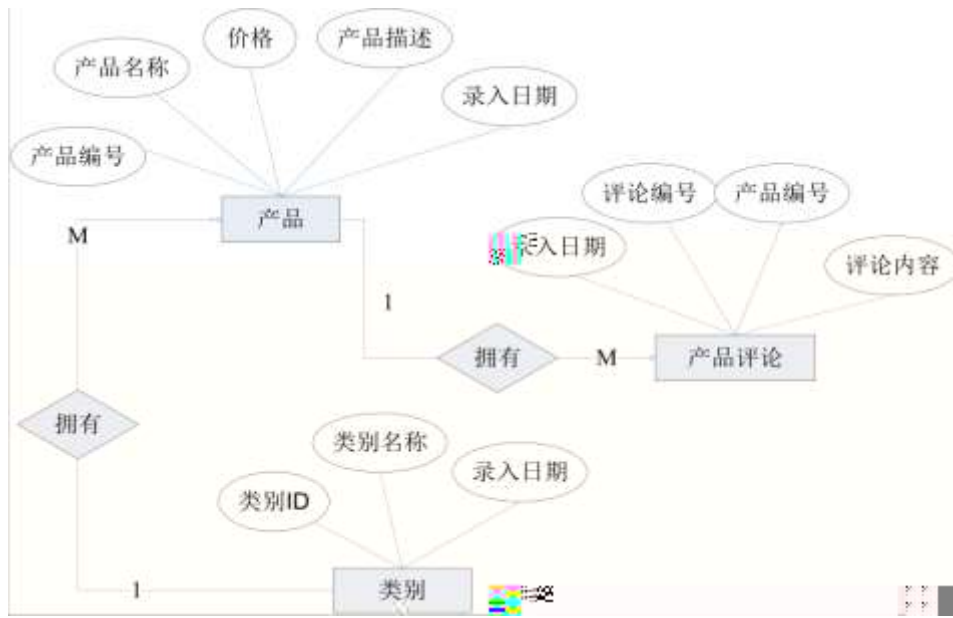 价格
产品描述
产品名称
录入日期
产品编号
评论编号
产品编号
产品
M
入日期
评论内容
1
拥有
M
产品评论
拥有
类别名称
录入日期
类别ID
1
类别